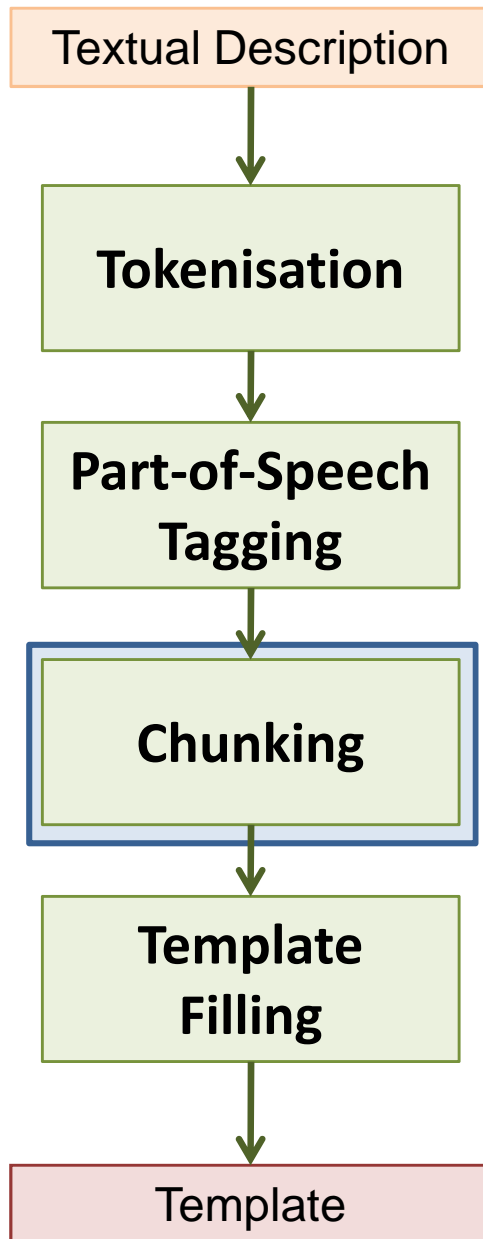 Textual Description
Tokenisation
Part-of-Speech
Tagging
Chunking
Template
Filling
Template